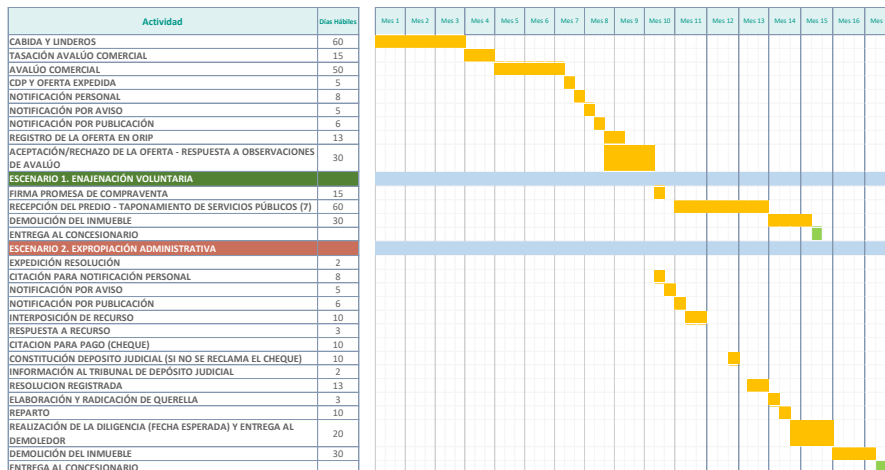 Actividad Días Hábiles Mes 1 Mes 2 Mes 3 Mes 4 Mes 5 Mes 6 Mes 7 Mes 8 Mes 9 Mes 10 Mes 11 Mes 12 Mes 13 Mes 14 Mes 15 Mes 16 Mes
CABIDA Y LINDEROS 60
TASACIÓN AVALÚO COMERCIAL 15
AVALÚO COMERCIAL 50
CDP Y OFERTA EXPEDIDA 5
NOTIFICACIÓN PERSONAL 8
NOTIFICACIÓN POR AVISO 5
NOTIFICACIÓN POR PUBLICACIÓN 6
REGISTRO DE LA OFERTA EN ORIP 13
ACEPTACIÓN/RECHAZO DE LA OFERTA - RESPUESTA A OBSERVACIONES
DE AVALÚO 30
ESCENARIO 1. ENAJENACIÓN VOLUNTARIA
FIRMA PROMESA DE COMPRAVENTA 15
RECEPCIÓN DEL PREDIO - TAPONAMIENTO DE SERVICIOS PÚBLICOS (7) 60
DEMOLICIÓN DEL INMUEBLE 30
ENTREGA AL CONCESIONARIO
ESCENARIO 2. EXPROPIACIÓN ADMINISTRATIVA
EXPEDICIÓN RESOLUCIÓN 2
CITACIÓN PARA NOTIFICACIÓN PERSONAL 8
NOTIFICACIÓN POR AVISO 5
NOTIFICACIÓN POR PUBLICACIÓN 6
INTERPOSICIÓN DE RECURSO 10
RESPUESTA A RECURSO 3
CITACION PARA PAGO (CHEQUE) 10
CONSTITUCIÓN DEPOSITO JUDICIAL (SI NO SE RECLAMA EL CHEQUE) 10
INFORMACIÓN AL TRIBUNAL DE DEPÓSITO JUDICIAL 2
RESOLUCION REGISTRADA 13
ELABORACIÓN Y RADICACIÓN DE QUERELLA 3
REPARTO 10
REALIZACIÓN DE LA DILIGENCIA (FECHA ESPERADA) Y ENTREGA AL
DEMOLEDOR 20
DEMOLICIÓN DEL INMUEBLE 30
ENTREGA AL CONCESIONARIO